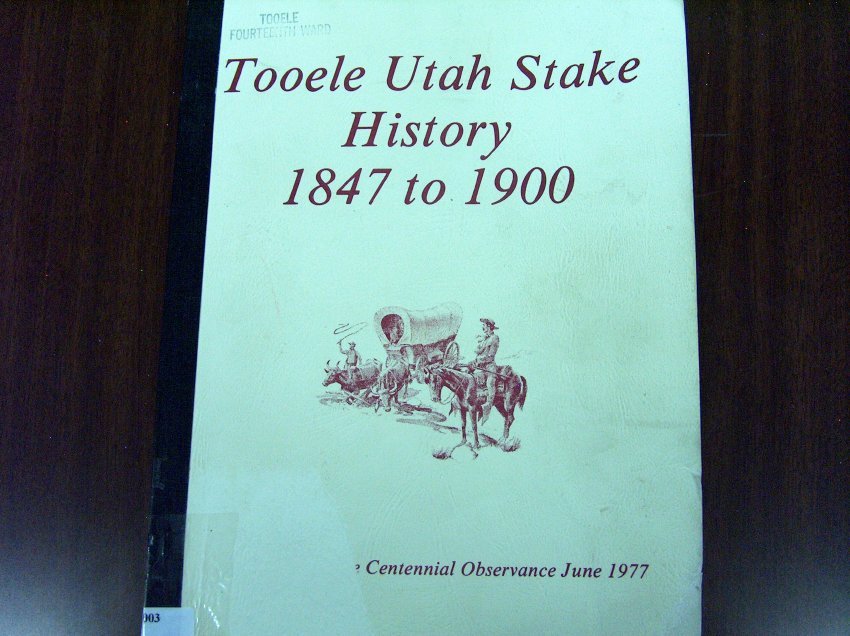 TOOELE
FOURTEENTH WARD
Tooele Utah Stake
History
1847 to 1900
Centennial Observance June 1977
003